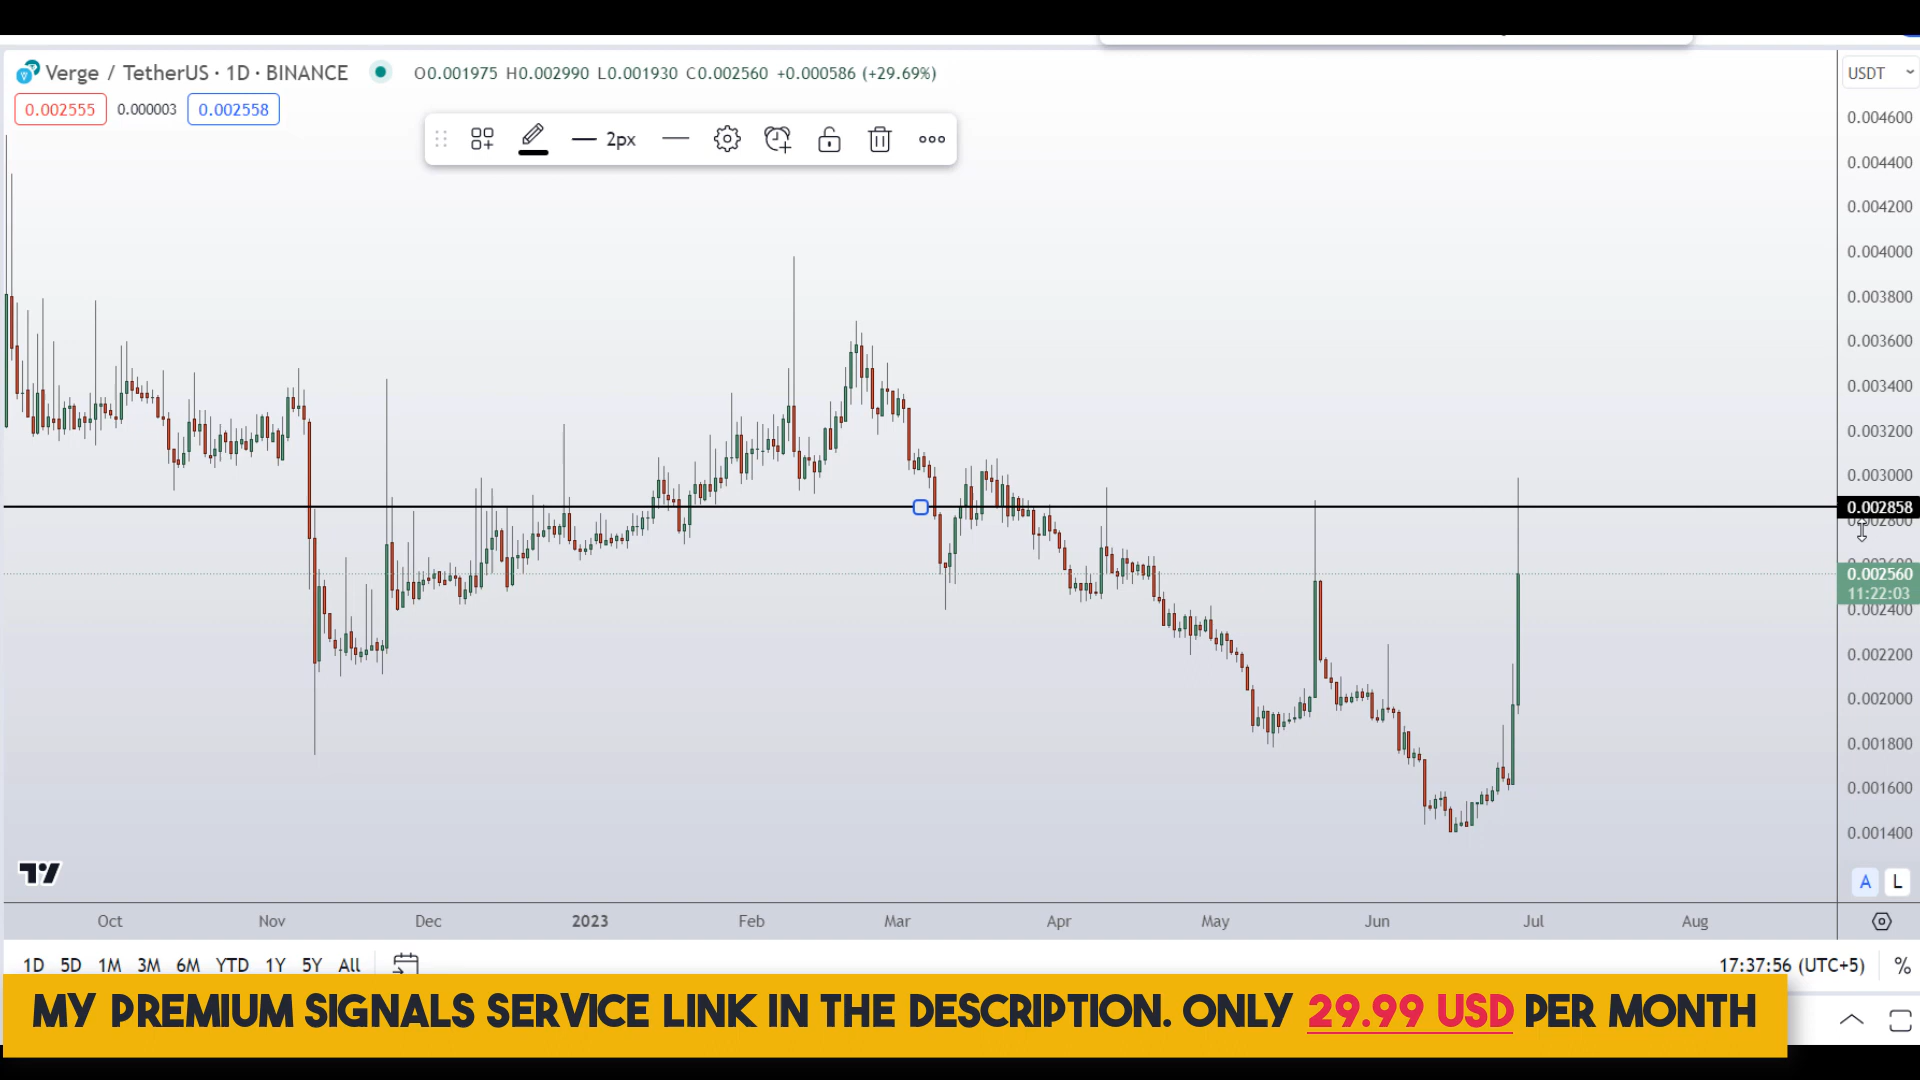 Verge / TetherUS · 1D · BINANCE O0.001975 H0.002990 L0.001930 C0.002560 +0.000586 (+29.69%)
USDT
0.002555 0.000003 0.002558
2px
0.004600
0.004400
0.004200
0.004000
0.003800
0.003600
0.003400
0.003200
0.003000
0.002858
0.002800
0.002560
11:22:03
0.002400
0.002200
0.002000
0.001800
0.001600
0.001400
A L
Oct Nov Dec 2023 Feb Mar Apr May Jun Jul Aug
1D 5D 1M 3M 6M YTD 1Y 5Y All 17:37:56 (UTC+5) %
MY PREMIUM SIGNALS SERVICE LINK IN THE DESCRIPTION. ONLY 29.99 USD PER MONTH